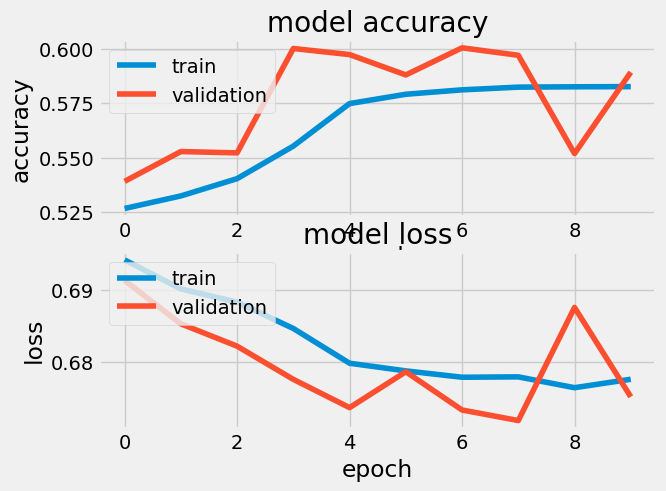 model accuracy
0.600
0.575
0.550
0.525
accuracy
train
validation
0 2 4 6 8
model loss
0.69
0.68
loss
train
validation
0 2 4 6 8
epoch